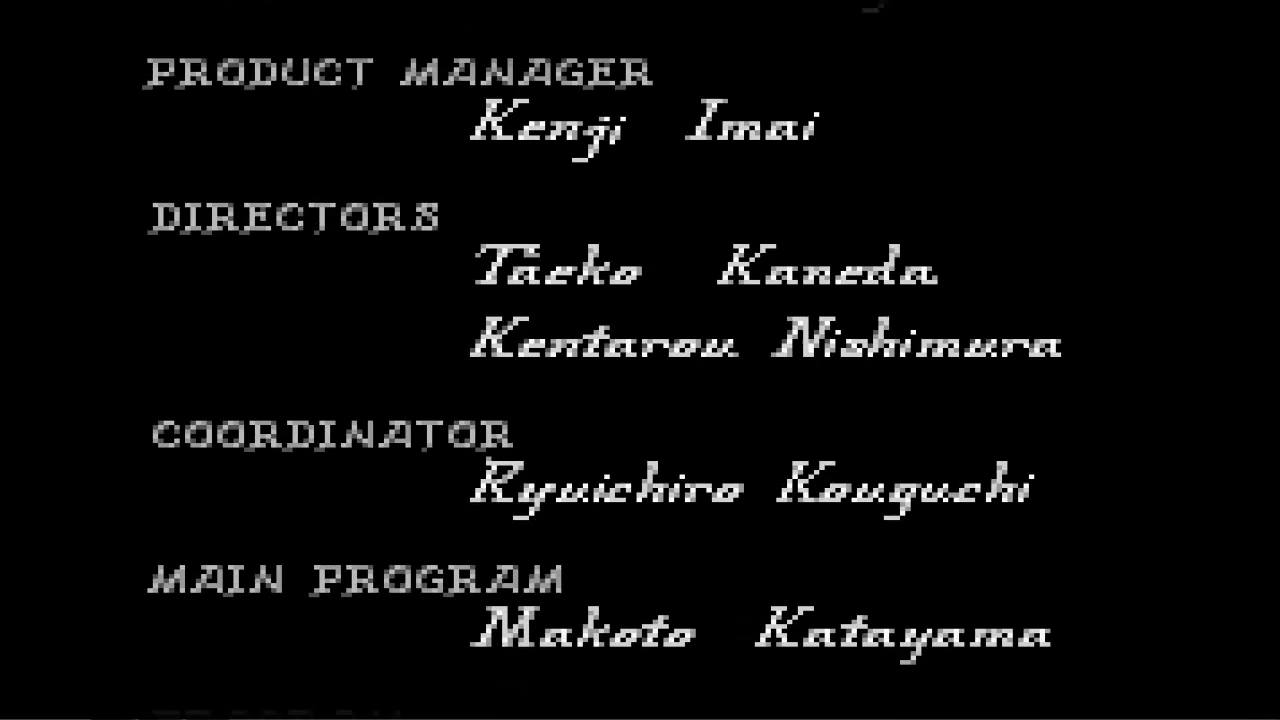 PRODUCT MANAGER
Kenji Imai
DIRECTORS
Taeko Kaneda
Kentarou Nishimura
COORDINATOR
Ryuichiro Kouguchi
MAIN PROGRAM
Makoto Katayama